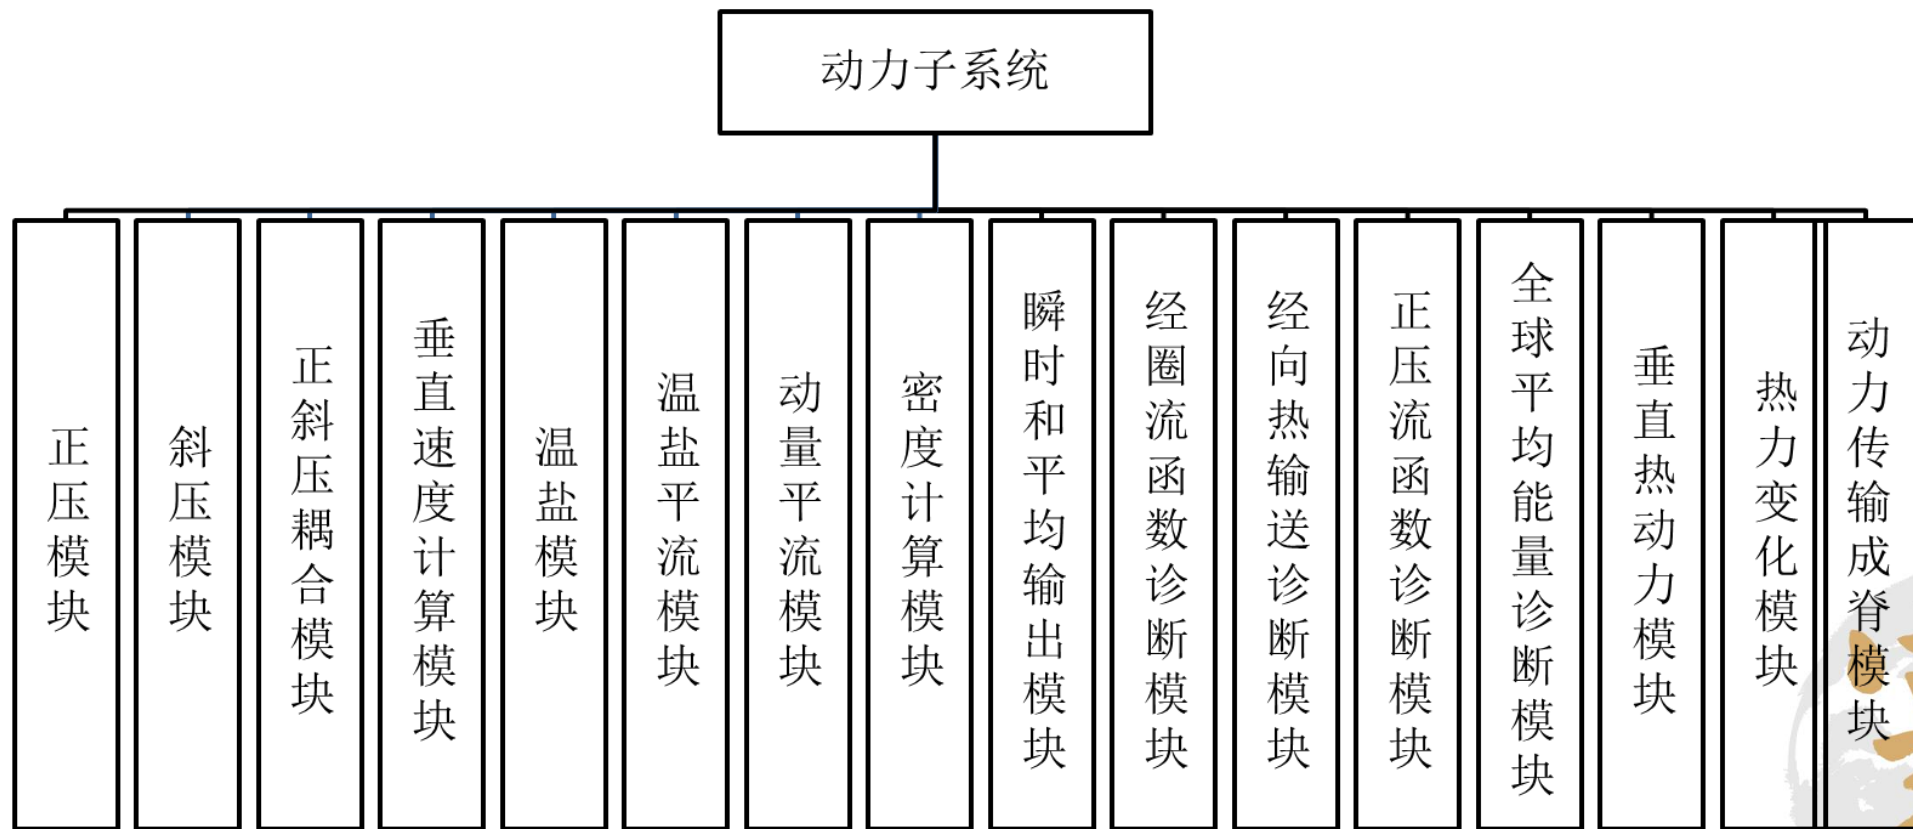 动力子系统
正压模块
斜压模块
正斜压耦合模块
垂直速度计算模块
温盐模块
温盐平流模块
动量平流模块
密度计算模块
瞬时和平均输出模块
经圈流函数诊断模块
经向热输送诊断模块
正压流函数诊断模块
全球平均能量诊断模块
垂直热动力模块
热力变化模块
动力传输成脊模块